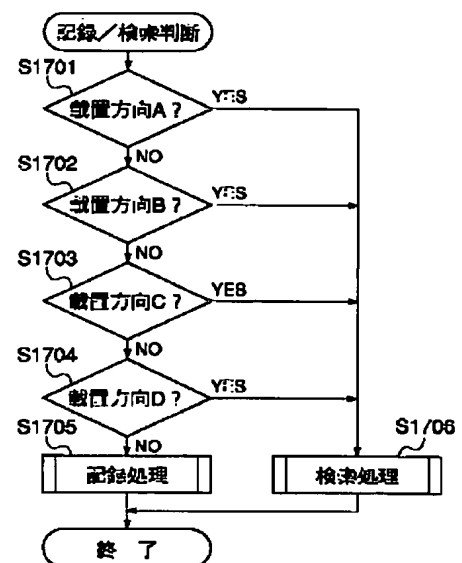 記録／検索判断
S1701
載置方向A？
YES
NO
S1702
載置方向B？
YES
NO
S1703
載置方向C？
YES
NO
S1704
載置方向D？
YES
NO
S1705
記録処理
S1706
検索処理
終 了